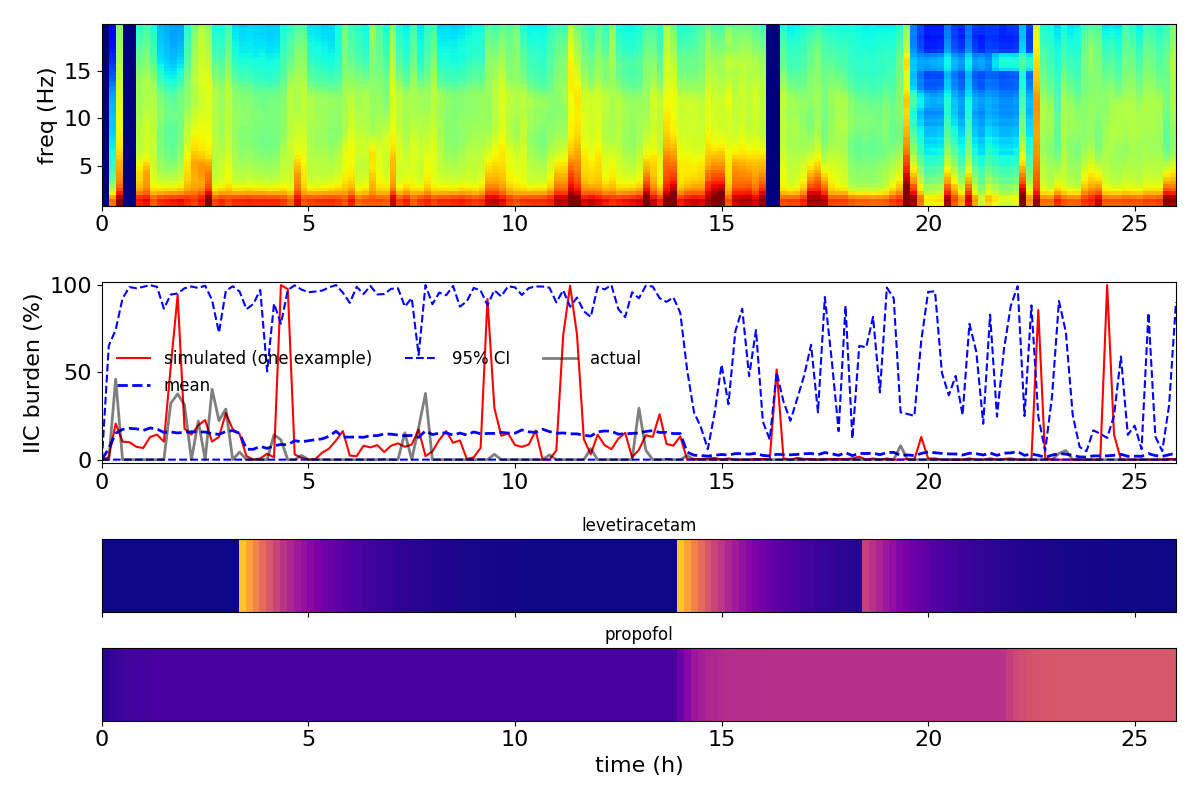 freq (Hz)
15
10
5
0 5 10 15 20 25
IIC burden (%)
100
50
0
simulated (one example) 95% CI actual
mean
0 5 10 15 20 25
levetiracetam
propofol
0 5 10 15 20 25
time (h)